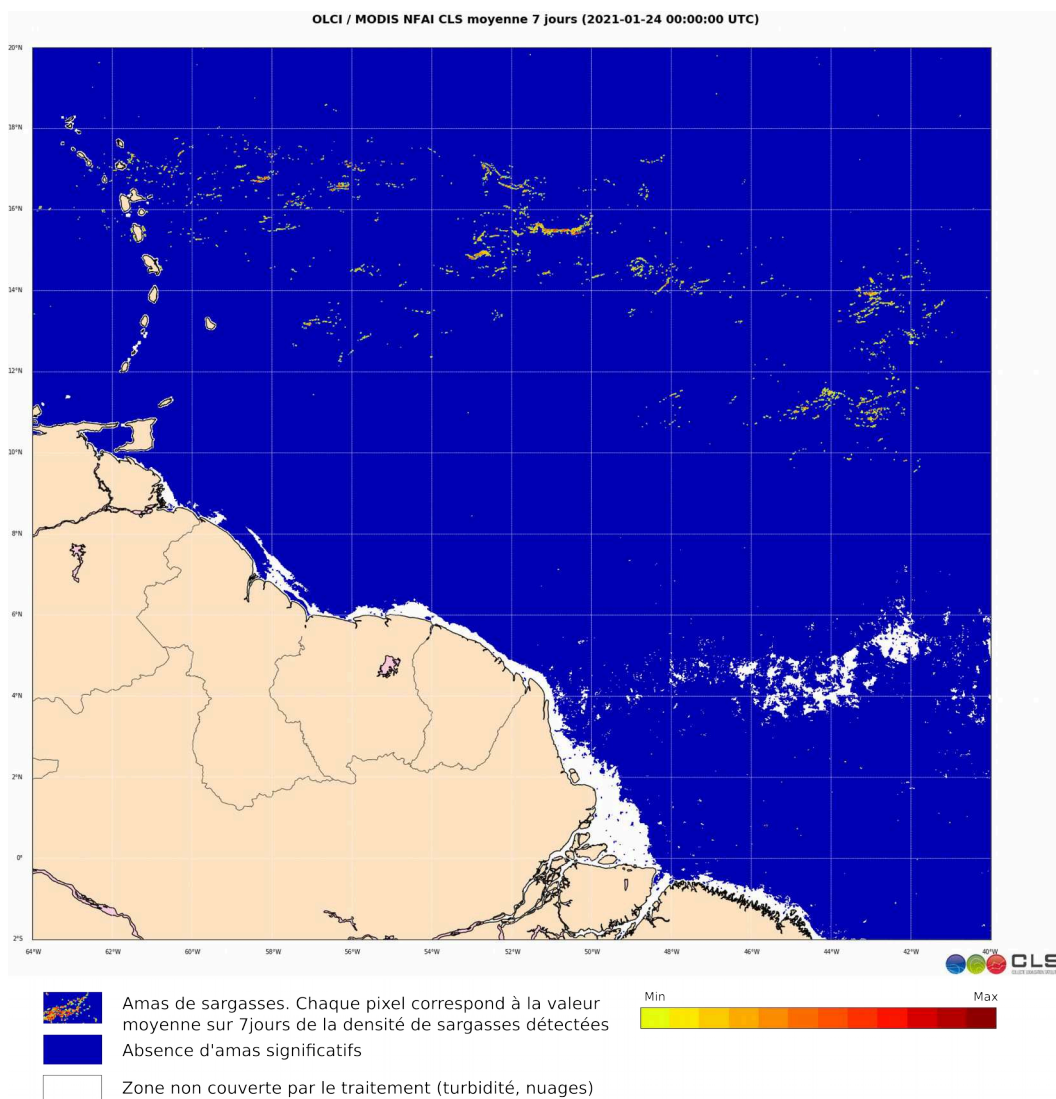 OLCI / MODIS NFAI CLS moyenne 7 jours (2021-01-24 00:00:00 UTC)
20°N
18°N
16°N
14°N
12°N
10°N
8°N
6°N
4°N
2°N
0°
2°S
64°W 62°W 60°W 58°W 56°W 54°W 52°W 50°W 48°W 46°W 44°W 42°W 40°W
CLS
Amas de sargasses. Chaque pixel correspond à la valeur
moyenne sur 7jours de la densité de sargasses détectées
Min Max
Absence d'amas significatifs
Zone non couverte par le traitement (turbidité, nuages)